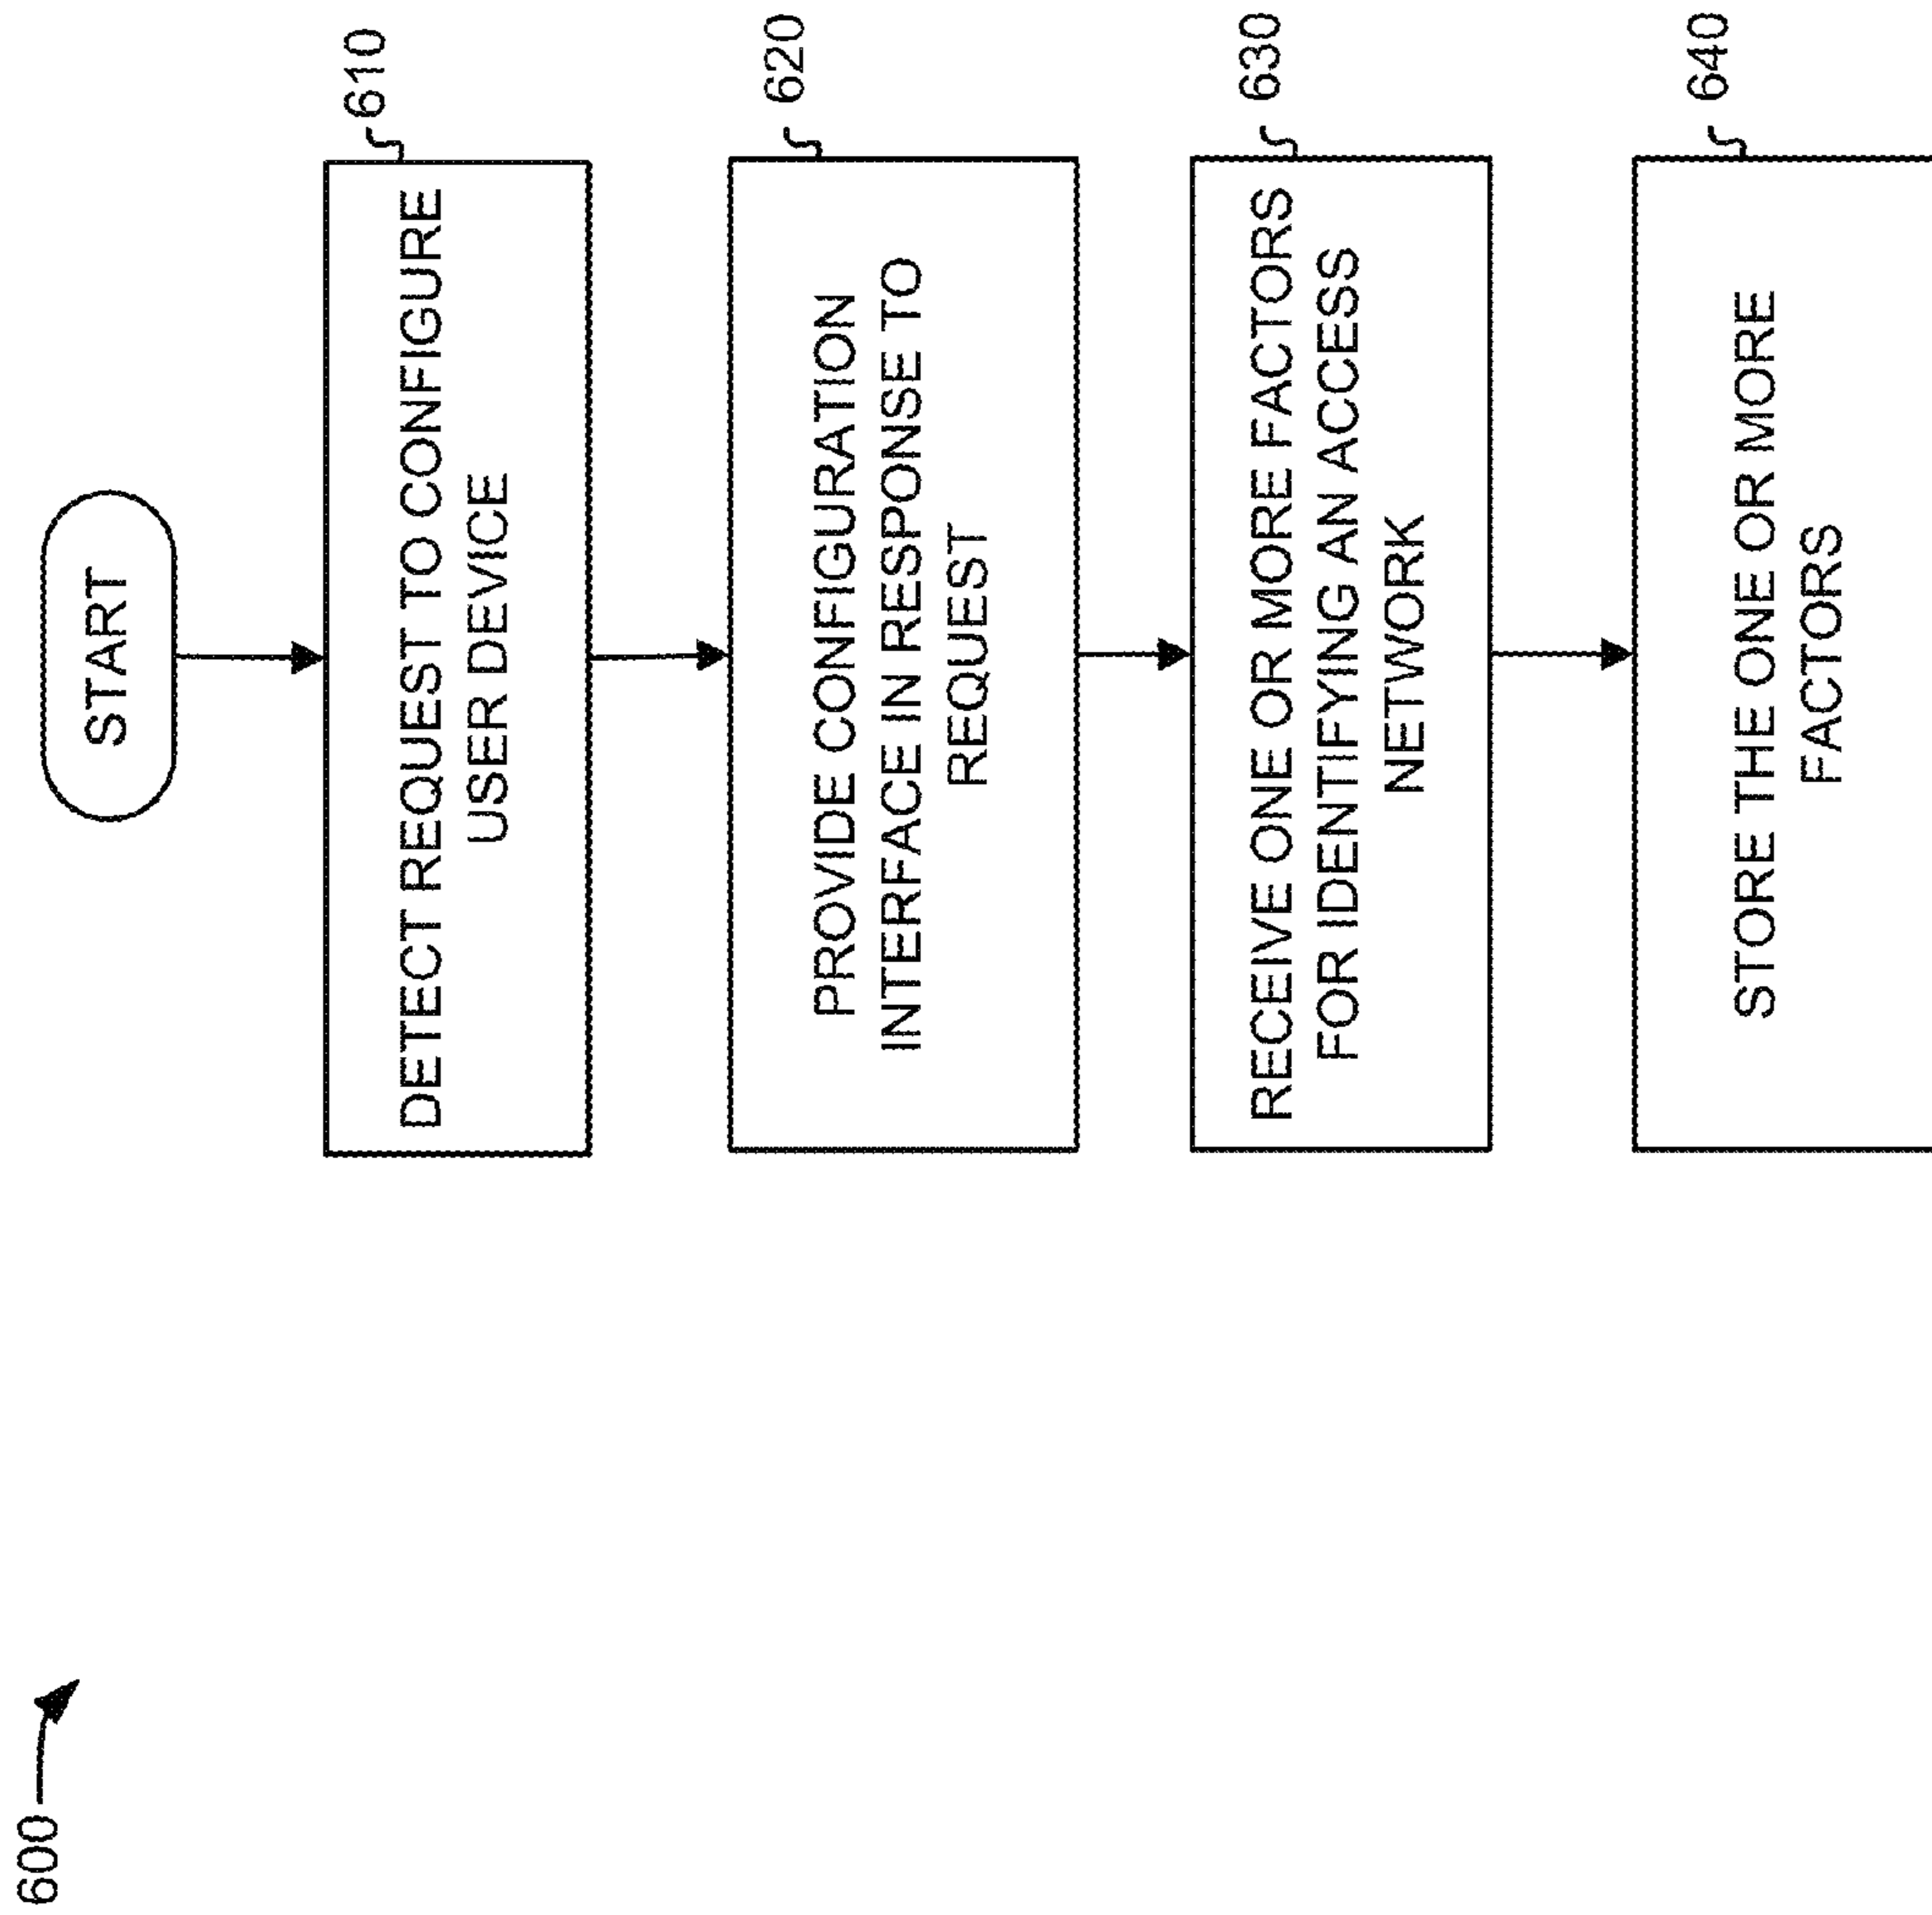 600
START
DETECT REQUEST TO CONFIGURE
USER DEVICE
610
PROVIDE CONFIGURATION
INTERFACE IN RESPONSE TO
REQUEST
620
RECEIVE ONE OR MORE FACTORS
FOR IDENTIFYING AN ACCESS
NETWORK
630
STORE THE ONE OR MORE
FACTORS
640